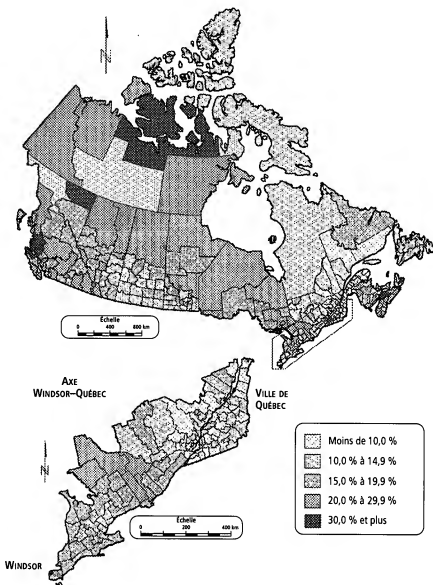 Échelle
0 400 800 km
AXE
WINDSOR–QUÉBEC
VILLE DE
QUÉBEC
Échelle
0 200 400 km
WINDSOR
Moins de 10,0 %
10,0 % à 14,9 %
15,0 % à 19,9 %
20,0 % à 29,9 %
30,0 % et plus